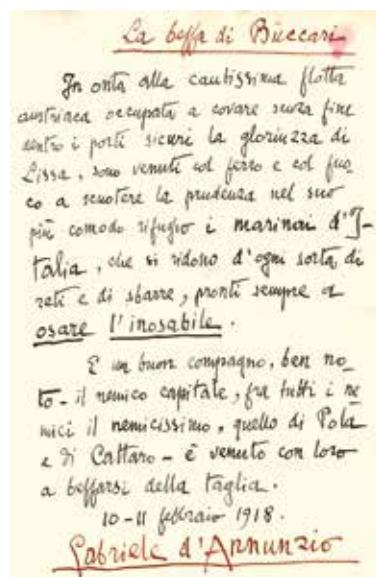 La beffa di Buccari
In onta alla cautissima flotta
austriaca occupata a covare senza fine
dentro i porti sicuri la gloriuzza di
Lissa, sono venuti col ferro e col fuo-
co a scuotere la prudenza nel suo
più comodo rifugio i marinai d'I-
talia, che si ridono d'ogni sorta di
reti e di sbarre, pronti sempre a
osare l'inosabile.
E un buon compagno, ben no-
to - il nemico capitale, fra tutti i ne
mici il nemicissimo, quello di Pola
e di Cattaro - è venuto con loro
a beffarsi della taglia.
10-11 febbraio 1918.
Gabriele d'Annunzio